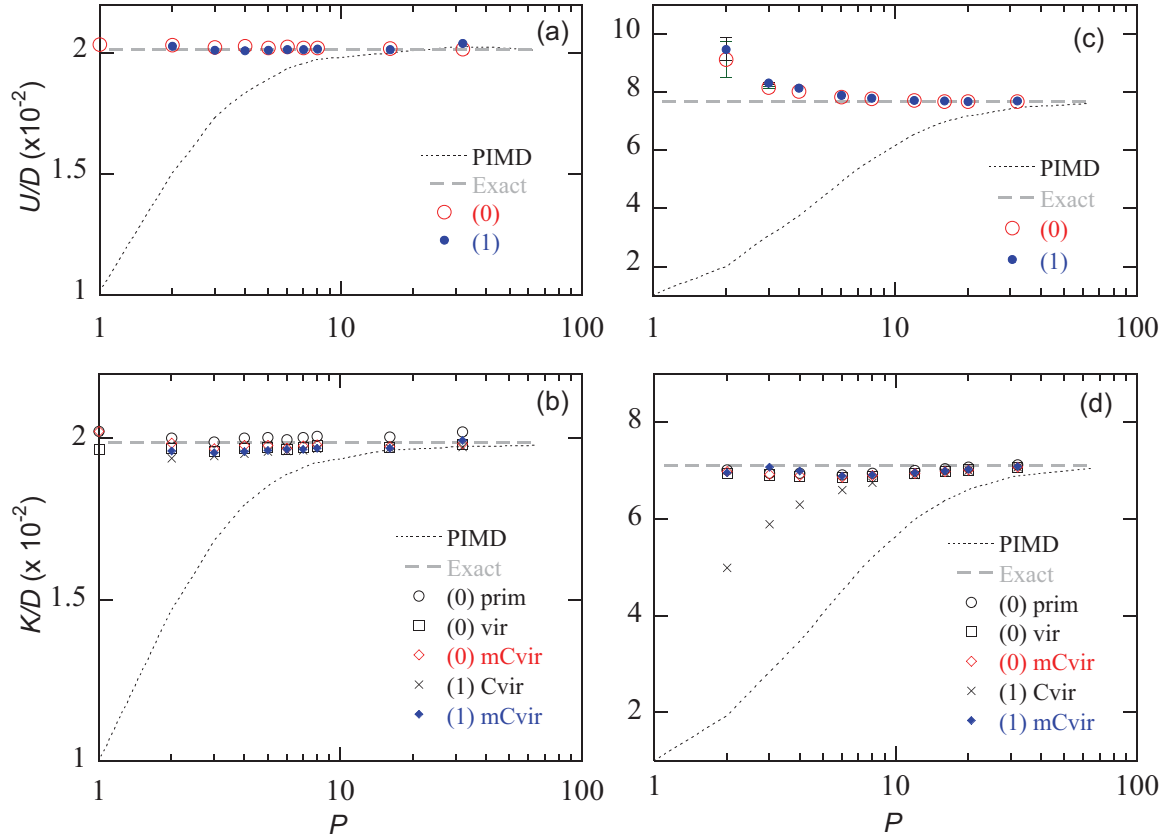 (a)
U/D (x10⁻²)
2
1.5
1
PIMD
Exact
(0)
(1)
1 10 100
(c)
10
8
6
4
2
PIMD
Exact
(0)
(1)
1 10 100
(b)
K/D (x 10⁻²)
2
1.5
1
PIMD
Exact
(0) prim
(0) vir
(0) mCvir
(1) Cvir
(1) mCvir
1 10 100
P
(d)
8
6
4
2
PIMD
Exact
(0) prim
(0) vir
(0) mCvir
(1) Cvir
(1) mCvir
1 10 100
P